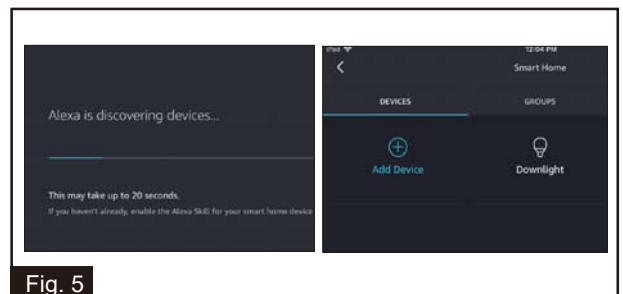 Alexa is discovering devices...
This may take up to 20 seconds.
If you haven't already, enable the Alexa Skill for your smart home device
iPad 12:04 PM
Smart Home
DEVICES GROUPS
Add Device Downlight
Fig. 5